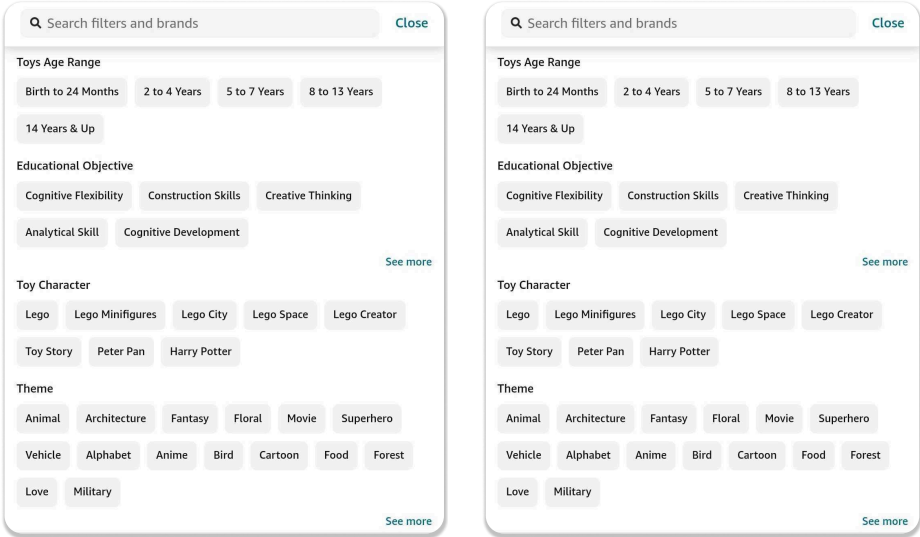 Search filters and brands Close
Toys Age Range
Birth to 24 Months 2 to 4 Years 5 to 7 Years 8 to 13 Years
14 Years & Up
Educational Objective
Cognitive Flexibility Construction Skills Creative Thinking
Analytical Skill Cognitive Development
See more
Toy Character
Lego Lego Minifigures Lego City Lego Space Lego Creator
Toy Story Peter Pan Harry Potter
Theme
Animal Architecture Fantasy Floral Movie Superhero
Vehicle Alphabet Anime Bird Cartoon Food Forest
Love Military
See more
Search filters and brands Close
Toys Age Range
Birth to 24 Months 2 to 4 Years 5 to 7 Years 8 to 13 Years
14 Years & Up
Educational Objective
Cognitive Flexibility Construction Skills Creative Thinking
Analytical Skill Cognitive Development
See more
Toy Character
Lego Lego Minifigures Lego City Lego Space Lego Creator
Toy Story Peter Pan Harry Potter
Theme
Animal Architecture Fantasy Floral Movie Superhero
Vehicle Alphabet Anime Bird Cartoon Food Forest
Love Military
See more